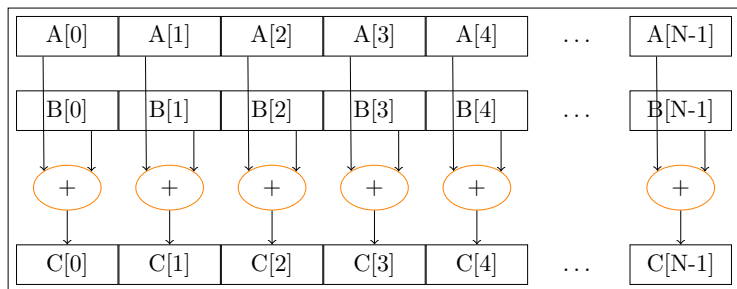 A[0] A[1] A[2] A[3] A[4] ... A[N-1]
B[0] B[1] B[2] B[3] B[4] ... B[N-1]
+ + + + + +
C[0] C[1] C[2] C[3] C[4] ... C[N-1]